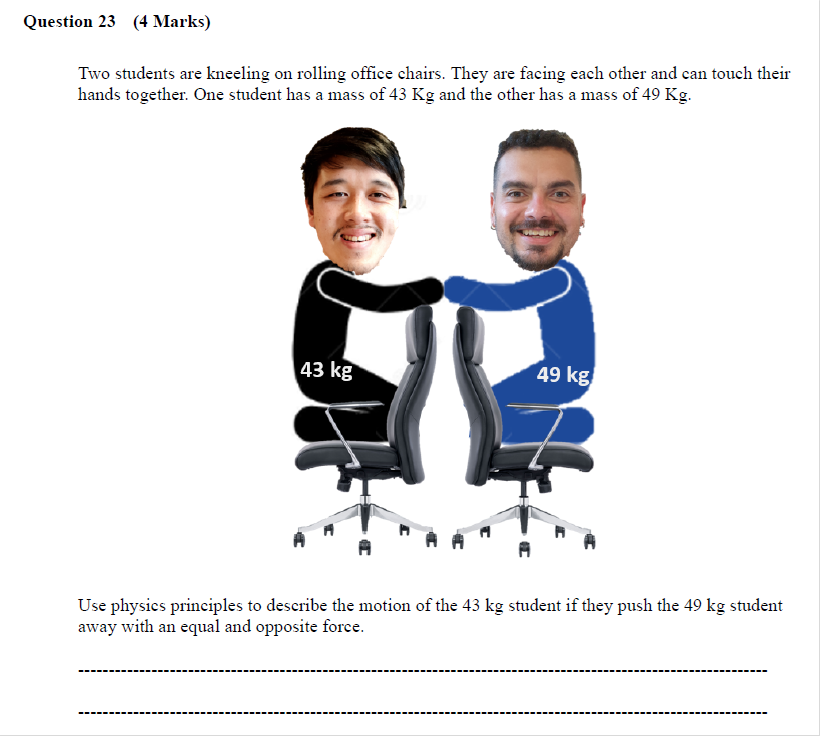 Question 23 (4 Marks)
Two students are kneeling on rolling office chairs. They are facing each other and can touch their
hands together. One student has a mass of 43 Kg and the other has a mass of 49 Kg.
43 kg
49 kg
Use physics principles to describe the motion of the 43 kg student if they push the 49 kg student
away with an equal and opposite force.